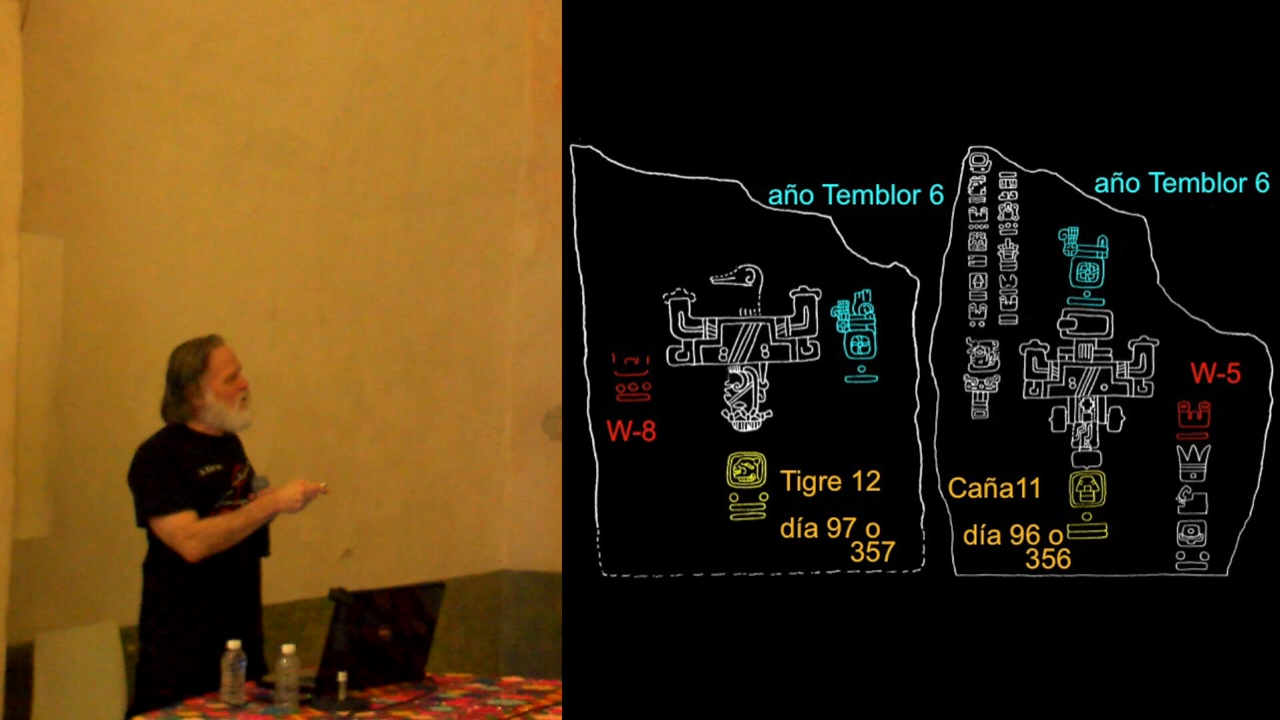 año Temblor 6
W-8
Tigre 12
día 97 o
357
año Temblor 6
W-5
Caña11
día 96 o
356